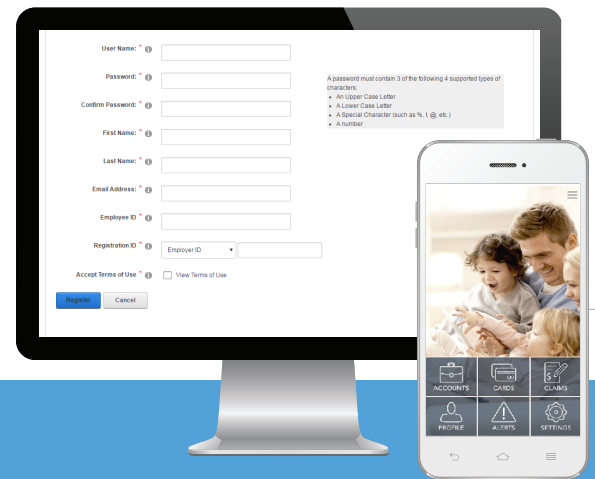 User Name: *
Password: *
A password must contain 3 of the following 4 supported types of
characters:
• An Upper Case Letter
• A Lower Case Letter
• A Special Character (such as %, !, @, etc.)
• A number
Confirm Password: *
First Name: *
Last Name: *
Email Address: *
Employee ID *
Registration ID * Employer ID
Accept Terms of Use * View Terms of Use
Register Cancel
ACCOUNTS CARDS CLAIMS
PROFILE ALERTS SETTINGS